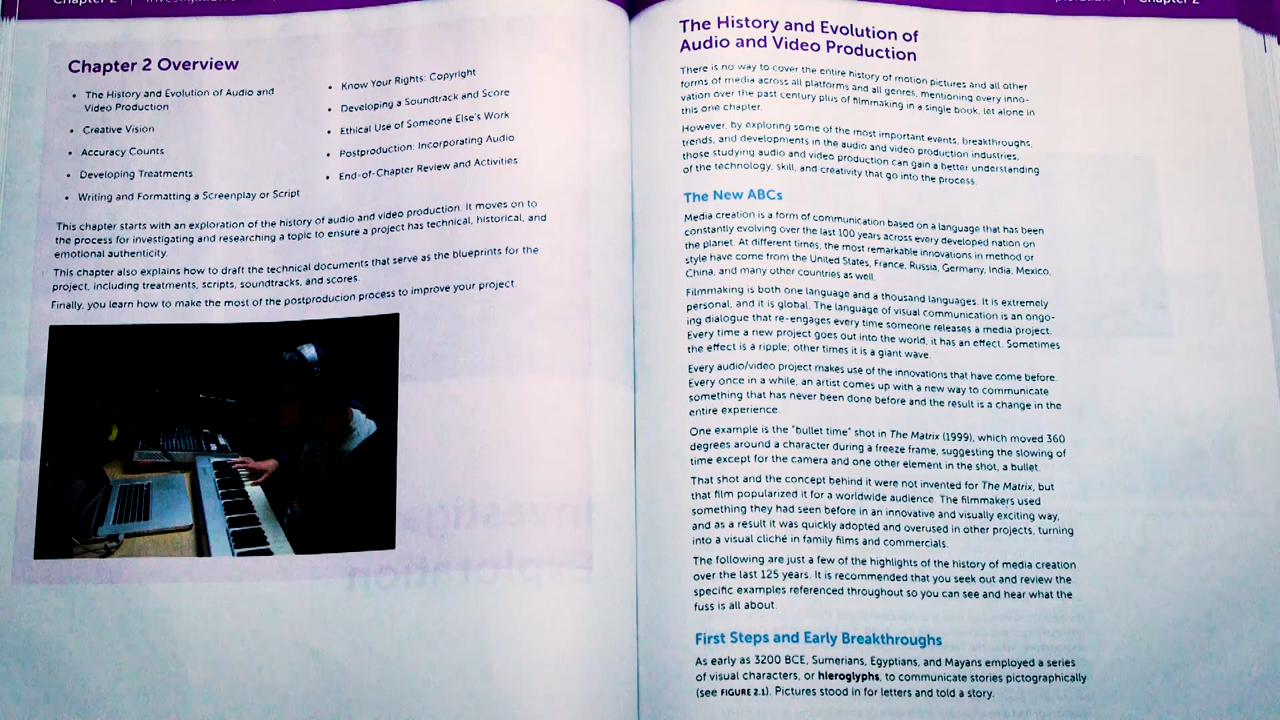 Chapter 2
Chapter 2 Overview
• The History and Evolution of Audio and
Video Production
• Creative Vision
• Accuracy Counts
• Developing Treatments
• Writing and Formatting a Screenplay or Script
• Know Your Rights: Copyright
• Developing a Soundtrack and Score
• Ethical Use of Someone Else's Work
• Postproduction: Incorporating Audio
• End-of-Chapter Review and Activities
This chapter starts with an exploration of the history of audio and video production. It moves on to
the process for investigating and researching a topic to ensure a project has technical, historical, and
emotional authenticity.
This chapter also explains how to draft the technical documents that serve as the blueprints for the
project, including treatments, scripts, soundtracks, and scores.
Finally, you learn how to make the most of the postproducion process to improve your project.
Chapter 2
The History and Evolution of
Audio and Video Production
There is no way to cover the entire history of motion pictures and all other
forms of media across all platforms and all genres, mentioning every inno-
vation over the past century plus of filmmaking in a single book, let alone in
this one chapter.
However, by exploring some of the most important events, breakthroughs,
trends, and developments in the audio and video production industries,
those studying audio and video production can gain a better understanding
of the technology, skill, and creativity that go into the process.
The New ABCs
Media creation is a form of communication based on a language that has been
constantly evolving over the last 100 years across every developed nation on
the planet. At different times, the most remarkable innovations in method or
style have come from the United States, France, Russia, Germany, India, Mexico,
China, and many other countries as well.
Filmmaking is both one language and a thousand languages. It is extremely
personal, and it is global. The language of visual communication is an ongo-
ing dialogue that re-engages every time someone releases a media project.
Every time a new project goes out into the world, it has an effect. Sometimes
the effect is a ripple; other times it is a giant wave.
Every audio/video project makes use of the innovations that have come before.
Every once in a while, an artist comes up with a new way to communicate
something that has never been done before and the result is a change in the
entire experience.
One example is the "bullet time" shot in The Matrix (1999), which moved 360
degrees around a character during a freeze frame, suggesting the slowing of
time except for the camera and one other element in the shot, a bullet.
That shot and the concept behind it were not invented for The Matrix, but
that film popularized it for a worldwide audience. The filmmakers used
something they had seen before in an innovative and visually exciting way,
and as a result it was quickly adopted and overused in other projects, turning
into a visual cliché in family films and commercials.
The following are just a few of the highlights of the history of media creation
over the last 125 years. It is recommended that you seek out and review the
specific examples referenced throughout so you can see and hear what the
fuss is all about.
First Steps and Early Breakthroughs
As early as 3200 BCE, Sumerians, Egyptians, and Mayans employed a series
of visual characters, or hieroglyphs, to communicate stories pictographically
(see FIGURE 2.1). Pictures stood in for letters and told a story.